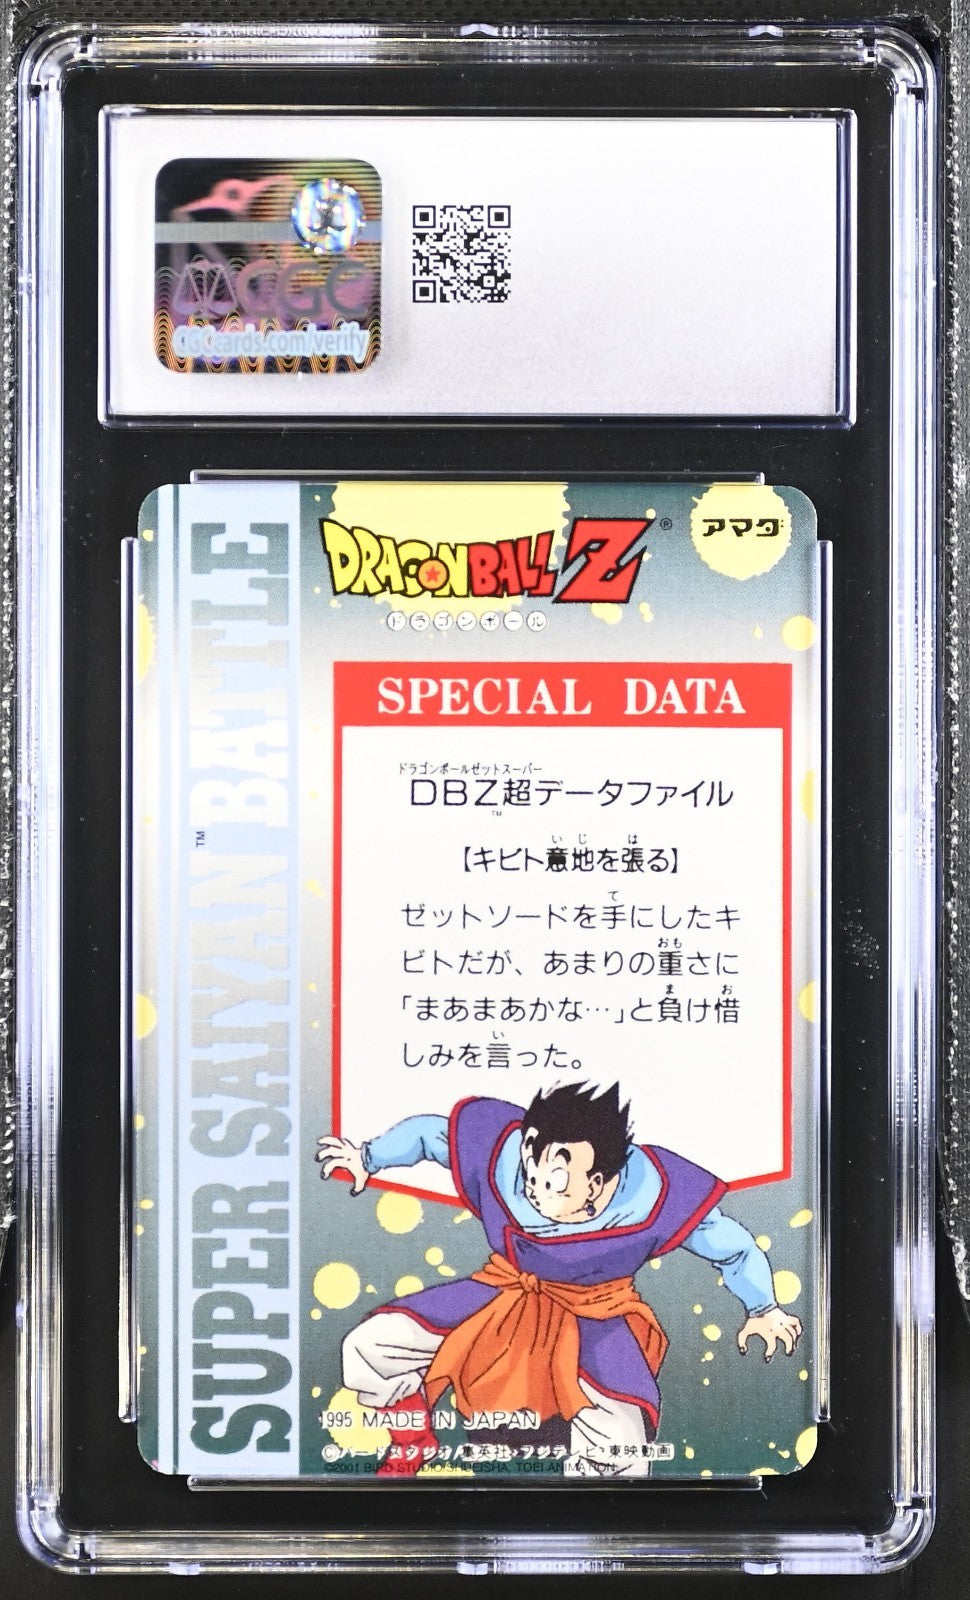 CGC
CGCcards.com/verify
DRAGONBALL Z ®
ドラゴンボール
アマダ
SUPER SAIYAN BATTLE
TM
SPECIAL DATA
ドラゴンボールゼットスーパー
DBZ超データファイル
TM
いじ は
【キビト意地を張る】
て
ゼットソードを手にしたキ
おも
ビトだが、あまりの重さに
ま お
「まあまあかな…」と負け惜
い
しみを言った。
1995 MADE IN JAPAN
©バードスタジオ/集英社・フジテレビ・東映動画
©2001 BIRD STUDIO/SHUEISHA, TOEI ANIMATION